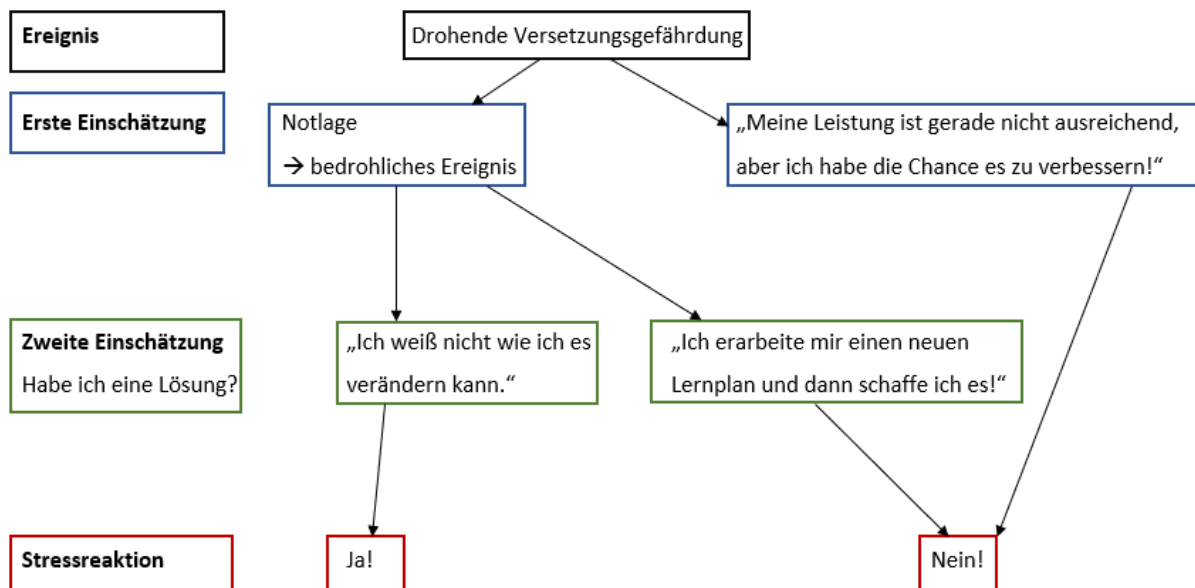 Ereignis
Drohende Versetzungsgefährdung
Erste Einschätzung
Notlage
→ bedrohliches Ereignis
„Meine Leistung ist gerade nicht ausreichend,
aber ich habe die Chance es zu verbessern!“
Zweite Einschätzung
Habe ich eine Lösung?
„Ich weiß nicht wie ich es
verändern kann.“
„Ich erarbeite mir einen neuen
Lernplan und dann schaffe ich es!“
Stressreaktion
Ja!
Nein!